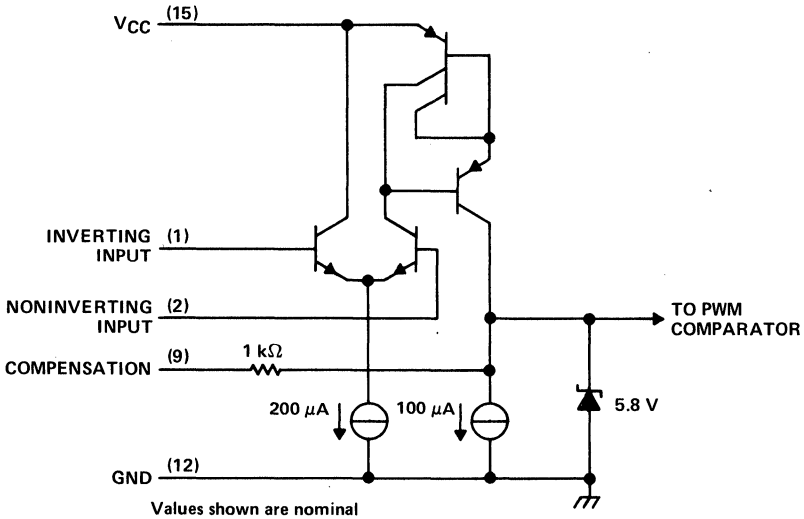 VCC (15)
INVERTING (1)
INPUT
NONINVERTING (2)
INPUT
TO PWM
COMPARATOR
COMPENSATION (9) 1 kΩ
200 μA 100 μA
5.8 V
GND (12)
Values shown are nominal